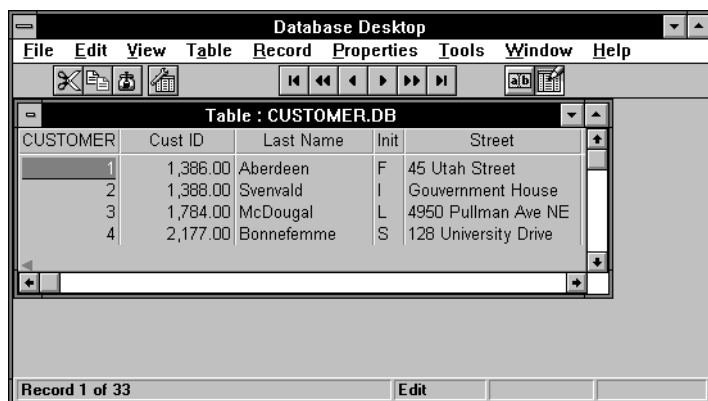 Database Desktop
File Edit View Table Record Properties Tools Window Help
a b
Table : CUSTOMER.DB
CUSTOMER Cust ID Last Name Init Street
1 1,386.00 Aberdeen F 45 Utah Street
2 1,388.00 Svenvald I Gouvernment House
3 1,784.00 McDougal L 4950 Pullman Ave NE
4 2,177.00 Bonnefemme S 128 University Drive
Record 1 of 33 Edit